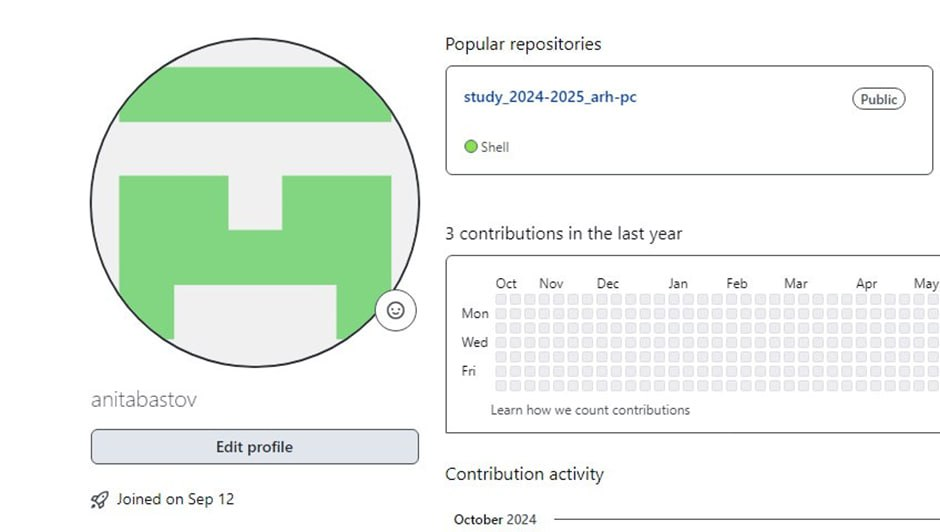 Popular repositories
study_2024-2025_arh-pc
Public
Shell
3 contributions in the last year
Oct Nov Dec Jan Feb Mar Apr May
Mon
Wed
Fri
Learn how we count contributions
anitabastov
Edit profile
Joined on Sep 12
Contribution activity
October 2024